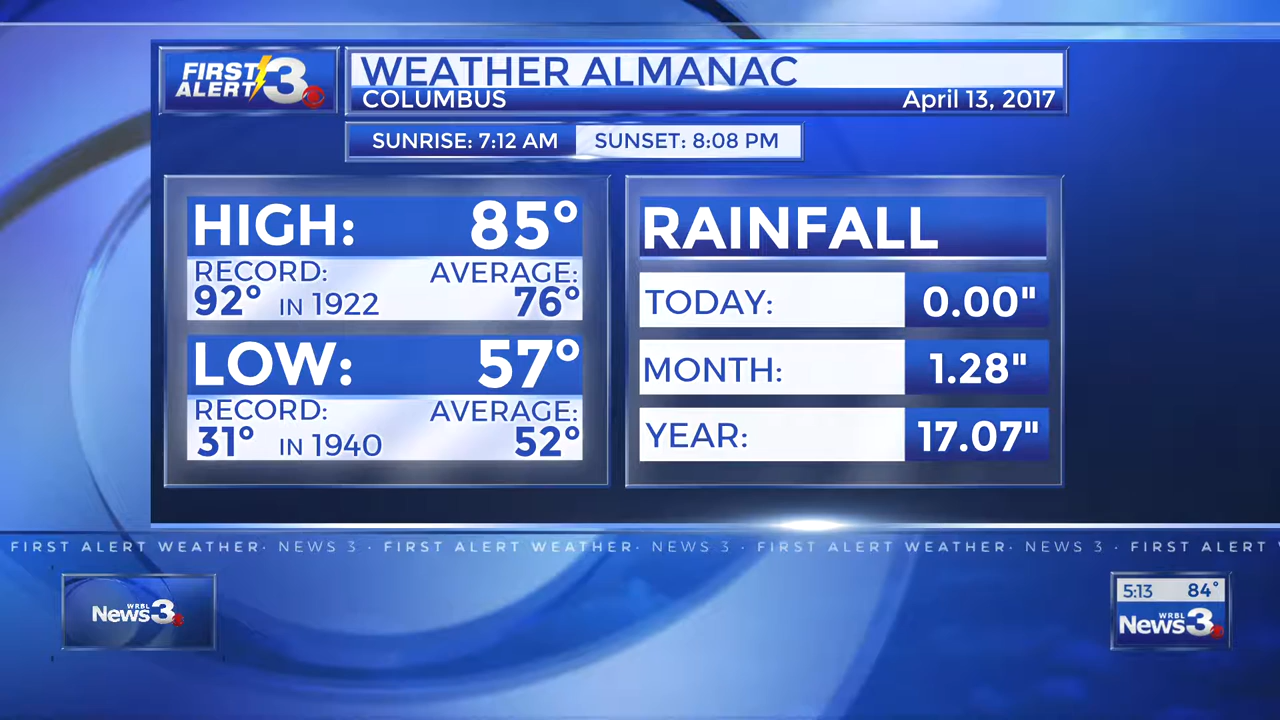 FIRST ALERT 3
WEATHER ALMANAC
COLUMBUS April 13, 2017
SUNRISE: 7:12 AM SUNSET: 8:08 PM
HIGH: 85°
RECORD: AVERAGE:
92° IN 1922 76°
LOW: 57°
RECORD: AVERAGE:
31° IN 1940 52°
RAINFALL
TODAY: 0.00"
MONTH: 1.28"
YEAR: 17.07"
FIRST ALERT WEATHER· NEWS 3 · FIRST ALERT WEATHER· NEWS 3 · FIRST ALERT WEATHER· NEWS 3 · FIRST ALERT
WRBL
News 3
5:13 84°
WRBL
News 3